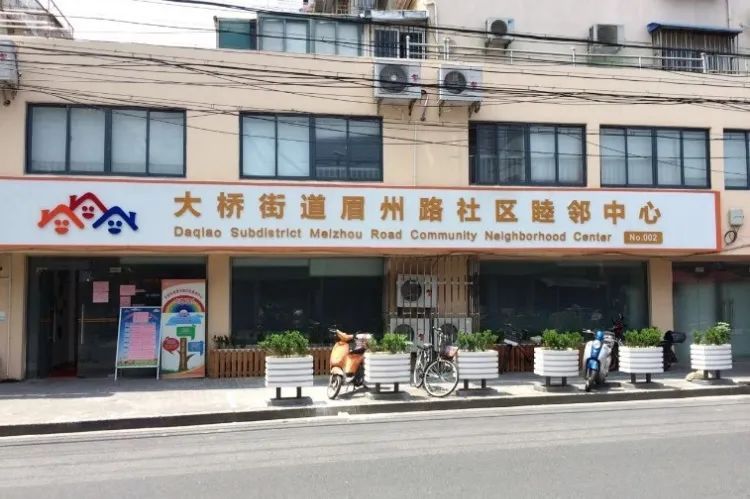 大桥街道眉州路社区睦邻中心
Daqiao Subdistrict Meizhou Road Community Neighborhood Center No.002